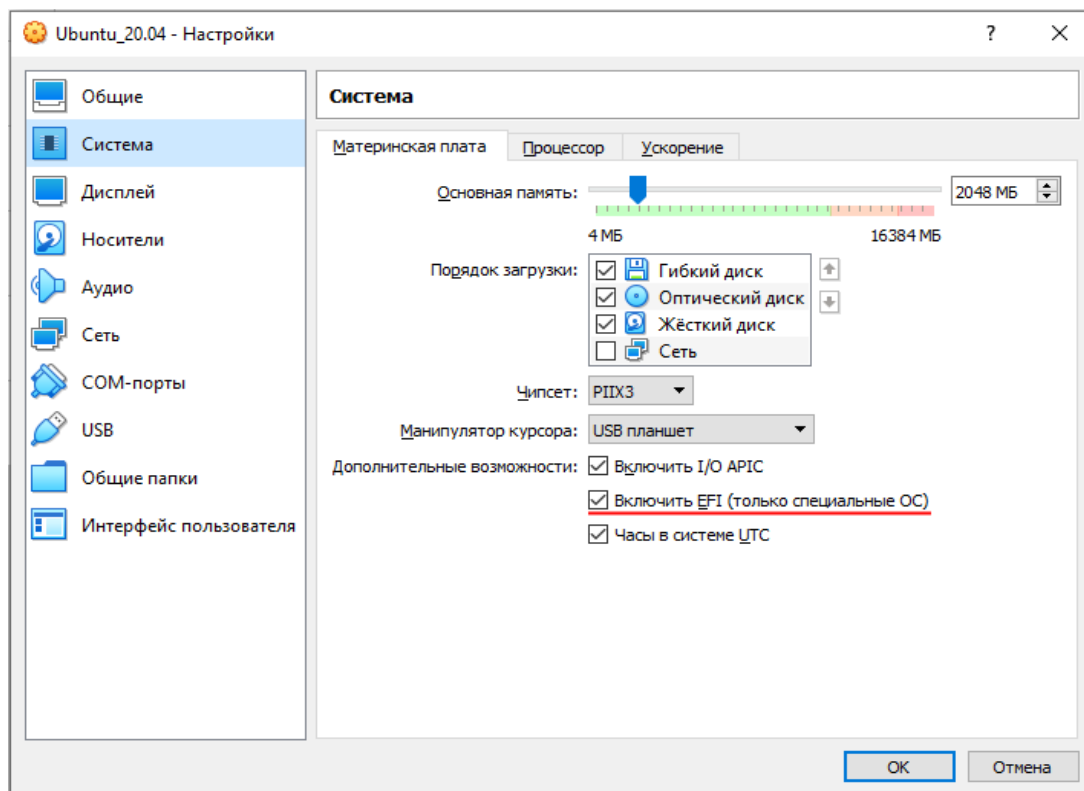 Ubuntu_20.04 - Настройки
?
Общие
Система
Дисплей
Носители
Аудио
Сеть
COM-порты
USB
Общие папки
Интерфейс пользователя
Система
Материнская плата
Процессор
Ускорение
Основная память:
2048 МБ
4 МБ
16384 МБ
Порядок загрузки:
Гибкий диск
Оптический диск
Жёсткий диск
Сеть
Чипсет:
PIIX3
Манипулятор курсора:
USB планшет
Дополнительные возможности:
Включить I/O APIC
Включить EFI (только специальные ОС)
Часы в системе UTC
OK
Отмена